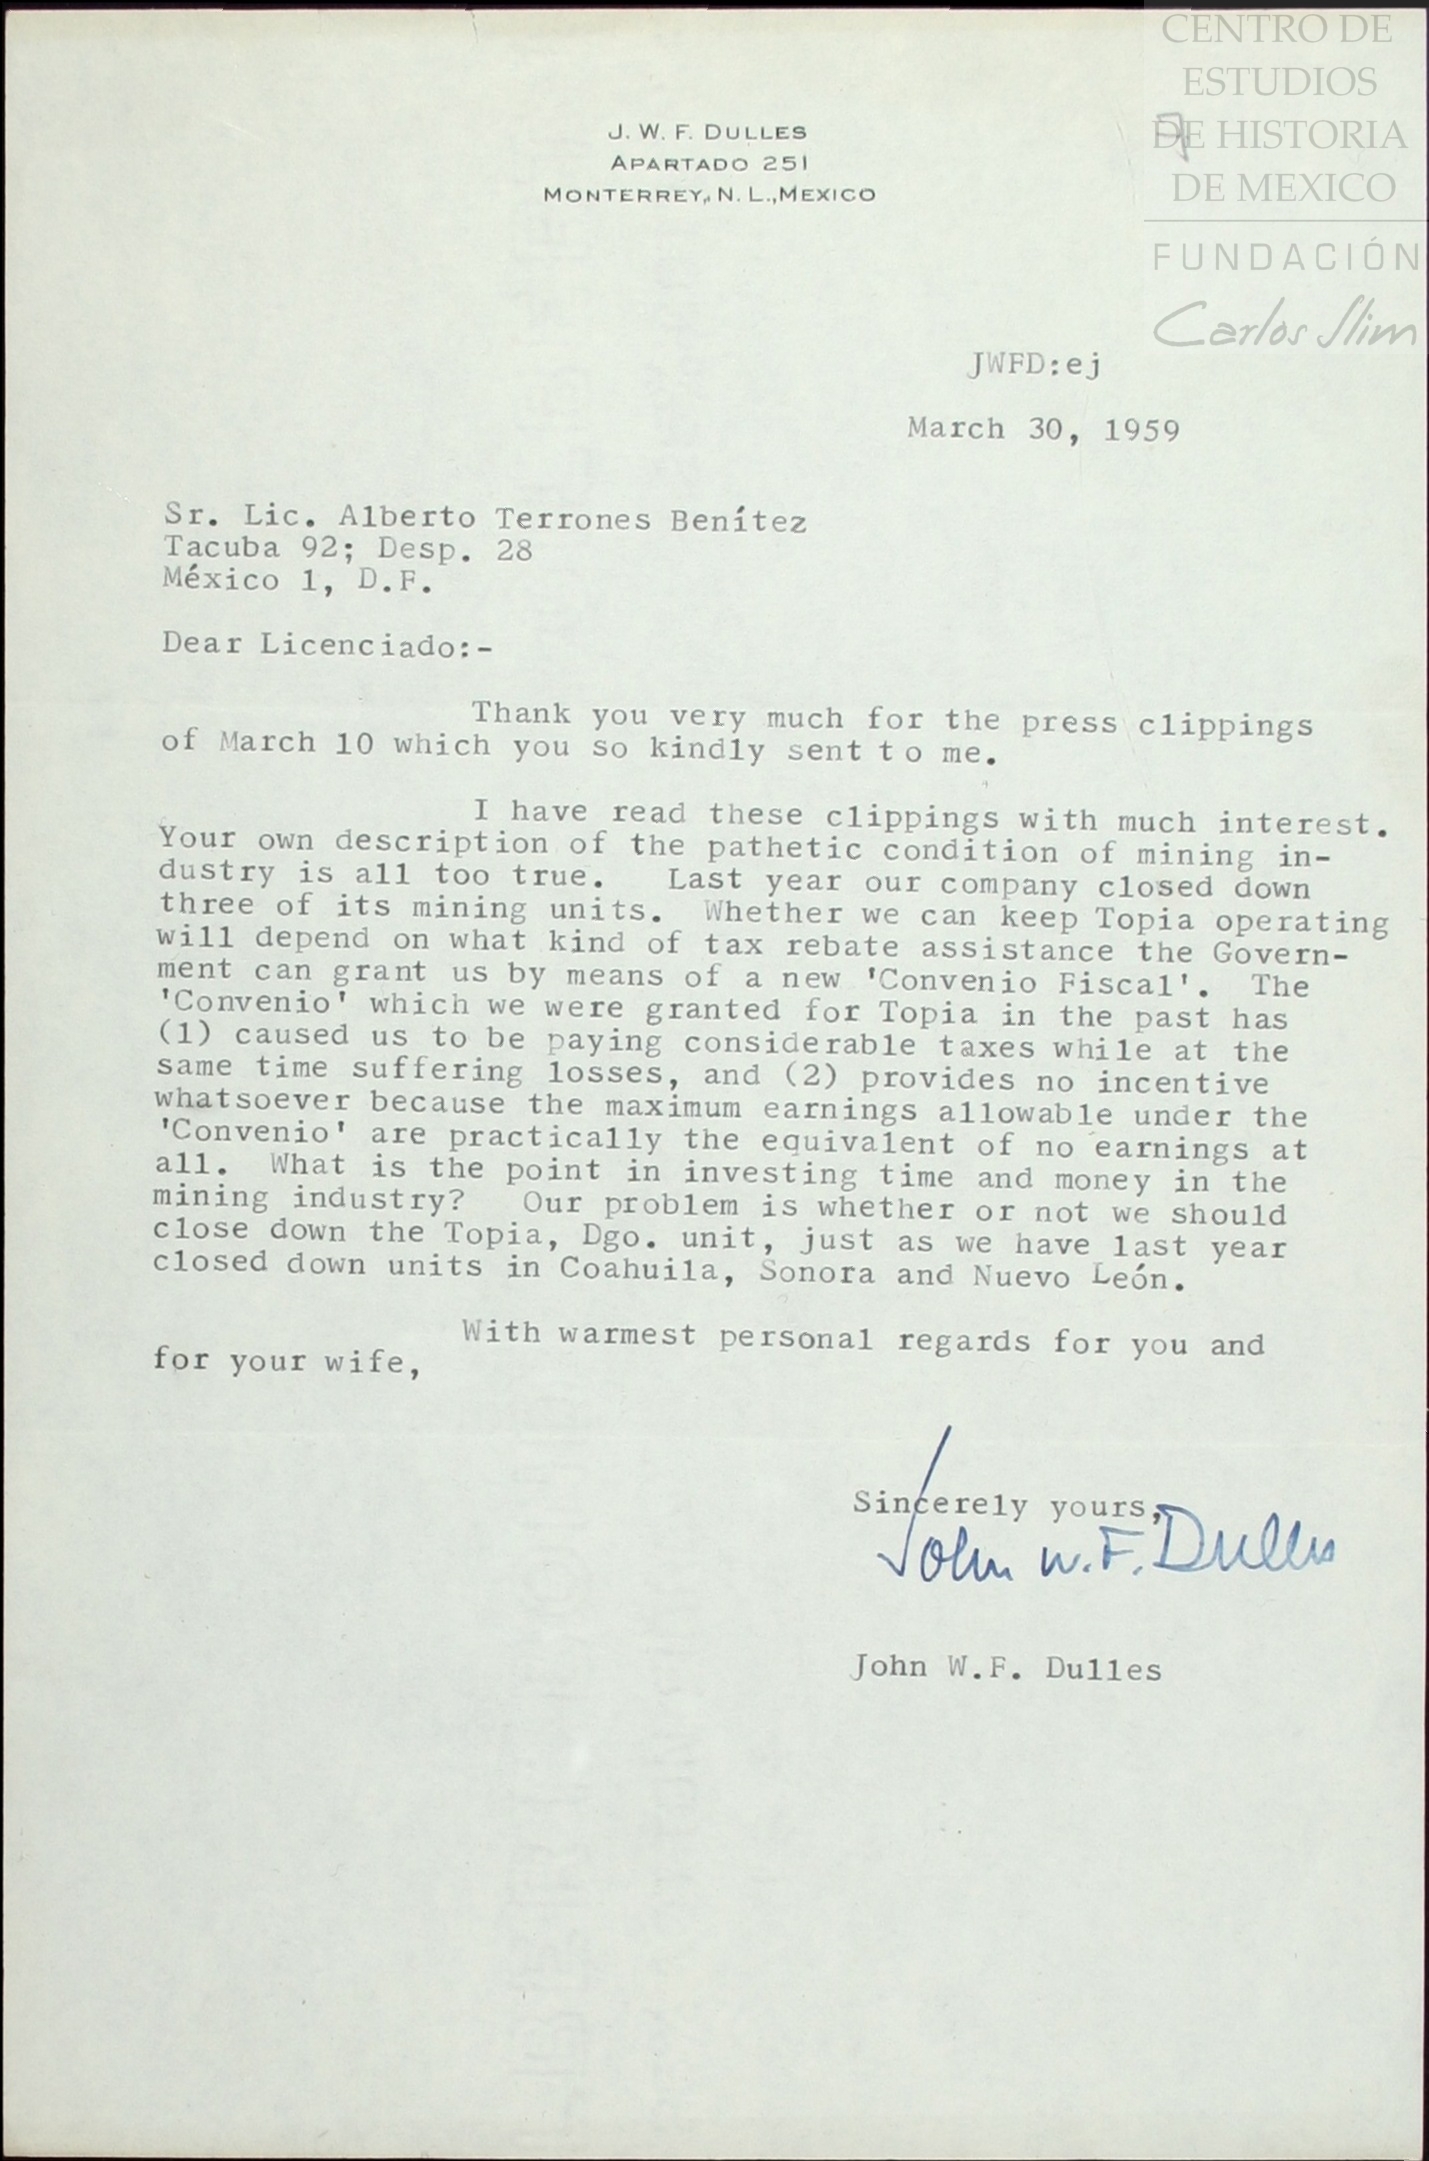 CENTRO DE
ESTUDIOS
DE HISTORIA
DE MEXICO
FUNDACIÓN
Carlos Slim
J. W. F. DULLES
APARTADO 251
MONTERREY, N. L., MEXICO
JWFD:ej
March 30, 1959
Sr. Lic. Alberto Terrones Benítez
Tacuba 92; Desp. 28
México 1, D.F.
Dear Licenciado:-
Thank you very much for the press clippings
of March 10 which you so kindly sent t o me.
I have read these clippings with much interest.
Your own description of the pathetic condition of mining in-
dustry is all too true. Last year our company closed down
three of its mining units. Whether we can keep Topia operating
will depend on what kind of tax rebate assistance the Govern-
ment can grant us by means of a new 'Convenio Fiscal'. The
'Convenio' which we were granted for Topia in the past has
(1) caused us to be paying considerable taxes while at the
same time suffering losses, and (2) provides no incentive
whatsoever because the maximum earnings allowable under the
'Convenio' are practically the equivalent of no earnings at
all. What is the point in investing time and money in the
mining industry? Our problem is whether or not we should
close down the Topia, Dgo. unit, just as we have last year
closed down units in Coahuila, Sonora and Nuevo León.
With warmest personal regards for you and
for your wife,
Sincerely yours,
John W. F. Dulles
John W.F. Dulles